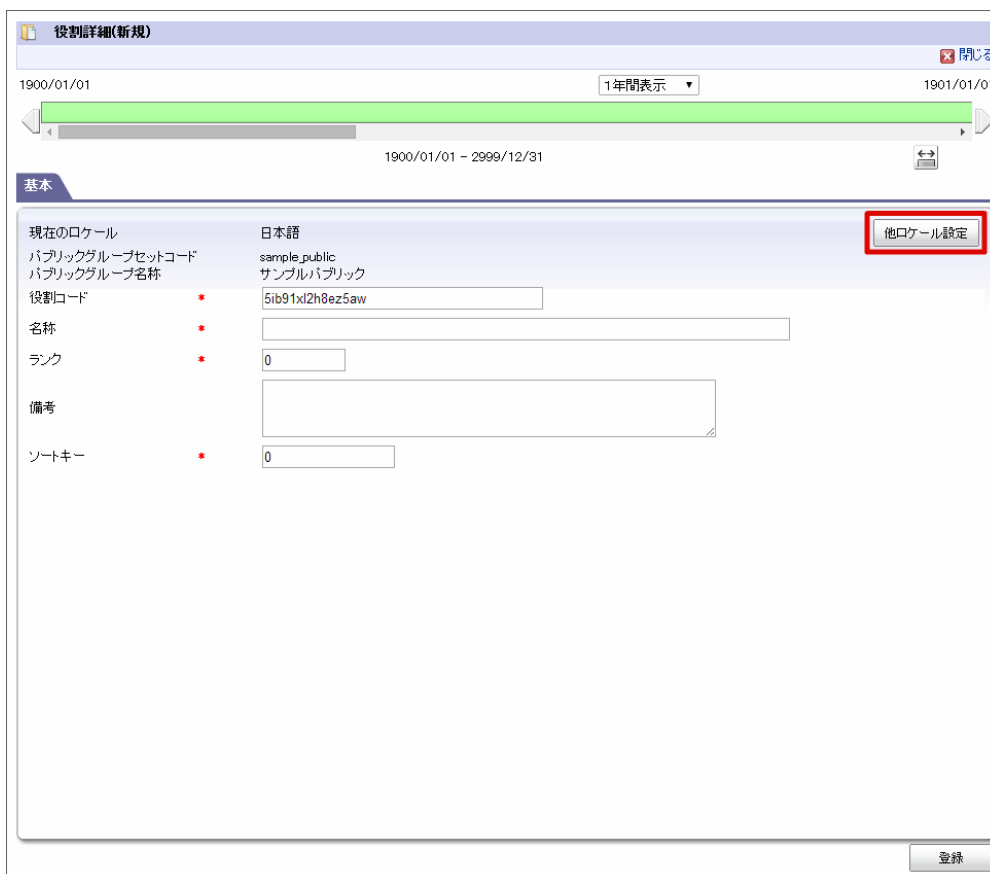 役割詳細(新規)
閉じる
1900/01/01 1年間表示 1901/01/0
1900/01/01 - 2999/12/31
基本
現在のロケール 日本語 他ロケール設定
パブリックグループセットコード sample_public
パブリックグループ名称 サンプルパブリック
役割コード * 5ib91xl2h8ez5aw
名称 *
ランク * 0
備考
ソートキー * 0
登録